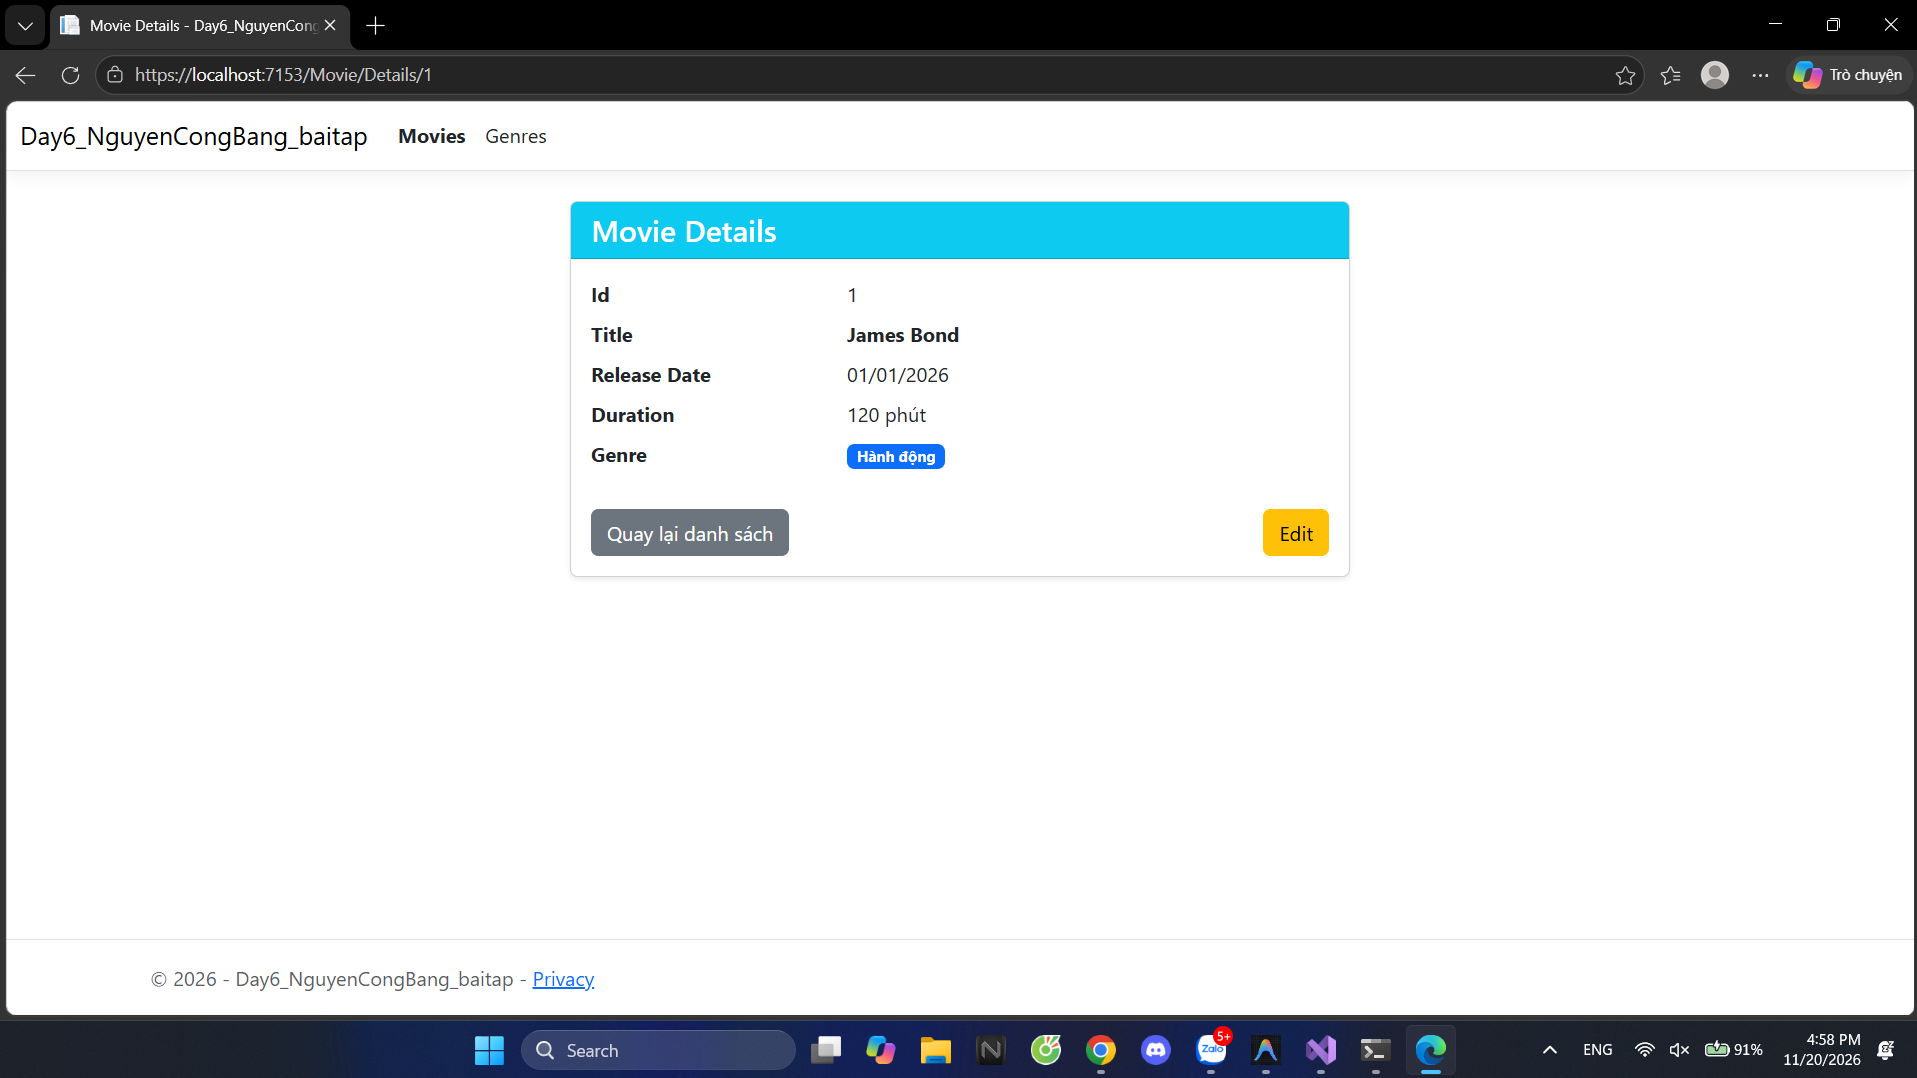 Movie Details - Day6_NguyenCong
https://localhost:7153/Movie/Details/1
Trò chuyện
Day6_NguyenCongBang_baitap Movies Genres
Movie Details
Id 1
Title James Bond
Release Date 01/01/2026
Duration 120 phút
Genre Hành động
Quay lại danh sách Edit
© 2026 - Day6_NguyenCongBang_baitap - Privacy
Search
5+
Zalo
ENG
91%
4:58 PM
11/20/2026